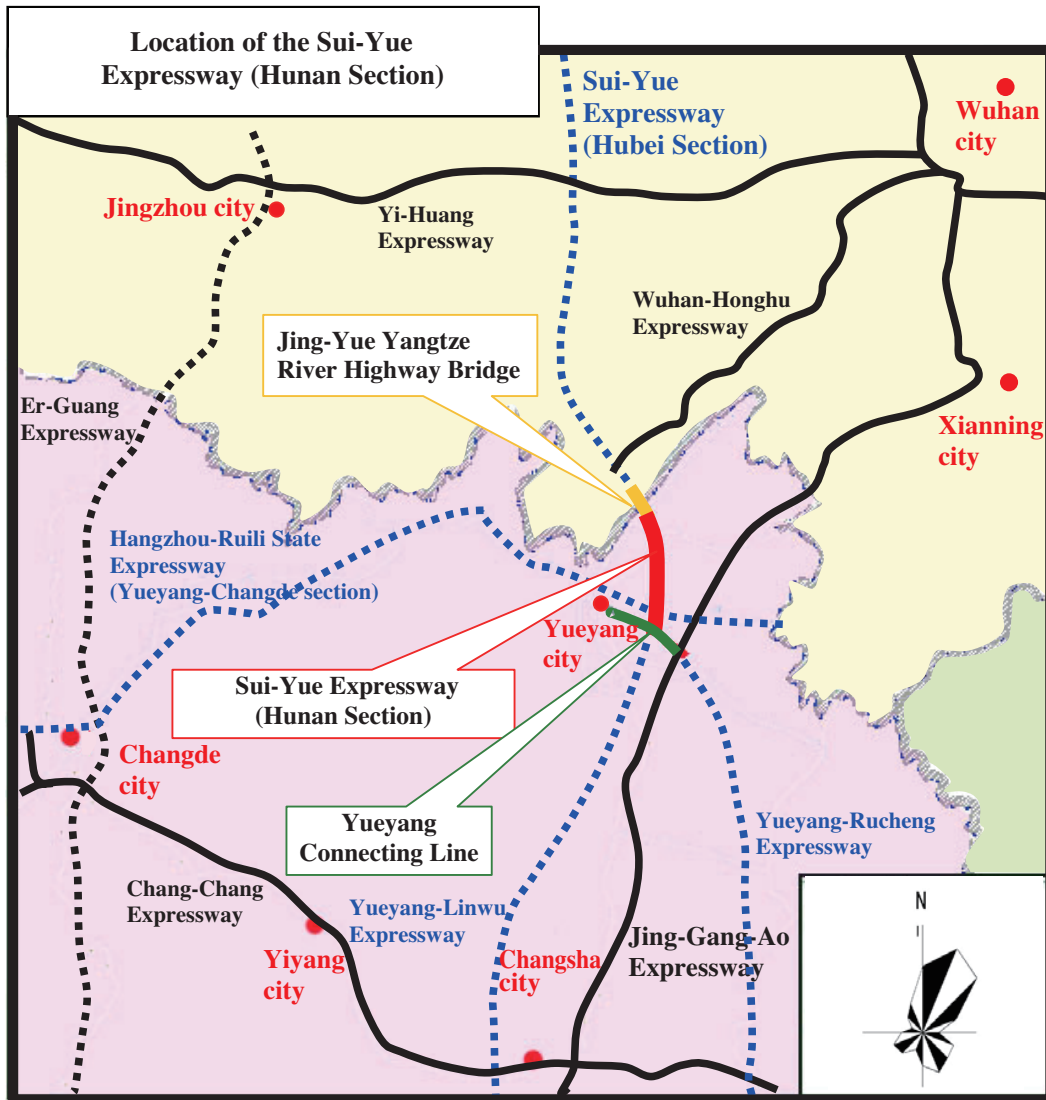 Location of the Sui-Yue
Expressway (Hunan Section)
Sui-Yue
Expressway
(Hubei Section)
Wuhan
city
Jingzhou city
Yi-Huang
Expressway
Wuhan-Honghu
Expressway
Jing-Yue Yangtze
River Highway Bridge
Er-Guang
Expressway
Xianning
city
Hangzhou-Ruili State
Expressway
(Yueyang-Changde section)
Yueyang
city
Sui-Yue Expressway
(Hunan Section)
Changde
city
Yueyang
Connecting Line
Yueyang-Rucheng
Expressway
Chang-Chang
Expressway
Yueyang-Linwu
Expressway
Yiyang
city
Changsha
city
Jing-Gang-Ao
Expressway
N